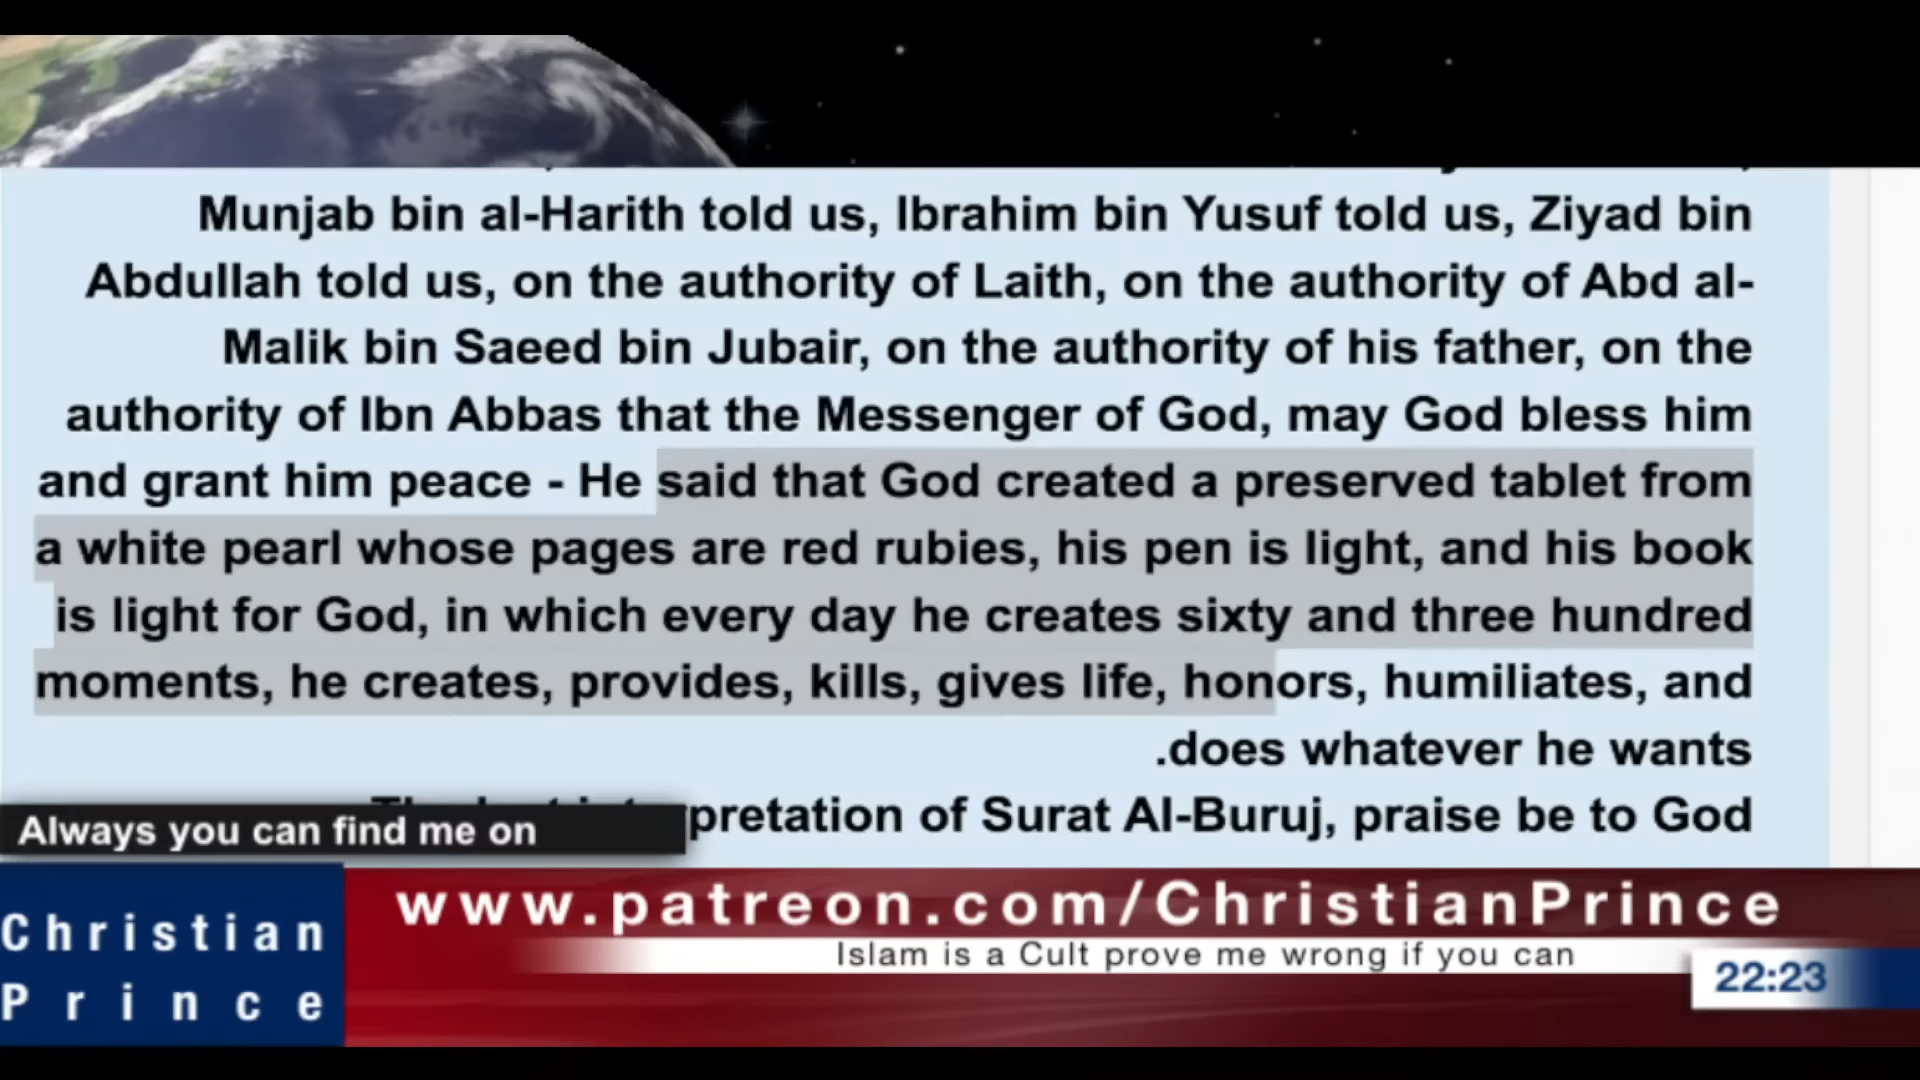 Munjab bin al-Harith told us, Ibrahim bin Yusuf told us, Ziyad bin
Abdullah told us, on the authority of Laith, on the authority of Abd al-
Malik bin Saeed bin Jubair, on the authority of his father, on the
authority of Ibn Abbas that the Messenger of God, may God bless him
and grant him peace - He said that God created a preserved tablet from
a white pearl whose pages are red rubies, his pen is light, and his book
is light for God, in which every day he creates sixty and three hundred
moments, he creates, provides, kills, gives life, honors, humiliates, and
.does whatever he wants
pretation of Surat Al-Buruj, praise be to God
Always you can find me on
Christian
Prince
www.patreon.com/ChristianPrince
Islam is a Cult prove me wrong if you can
22:23